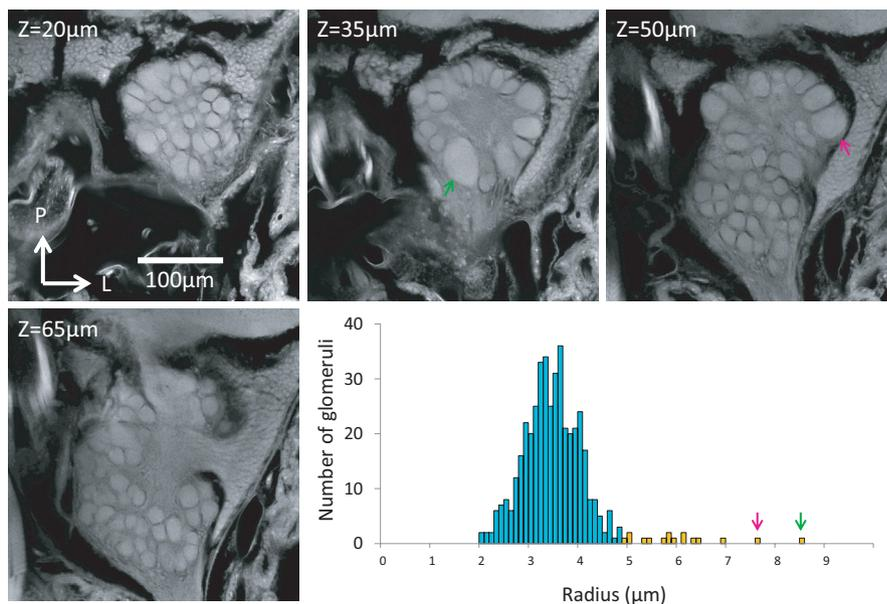 Z=20µm
Z=35µm
Z=50µm
P
L
100µm
Z=65µm
Number of glomeruli
40
30
20
10
0
0 1 2 3 4 5 6 7 8 9
Radius (µm)